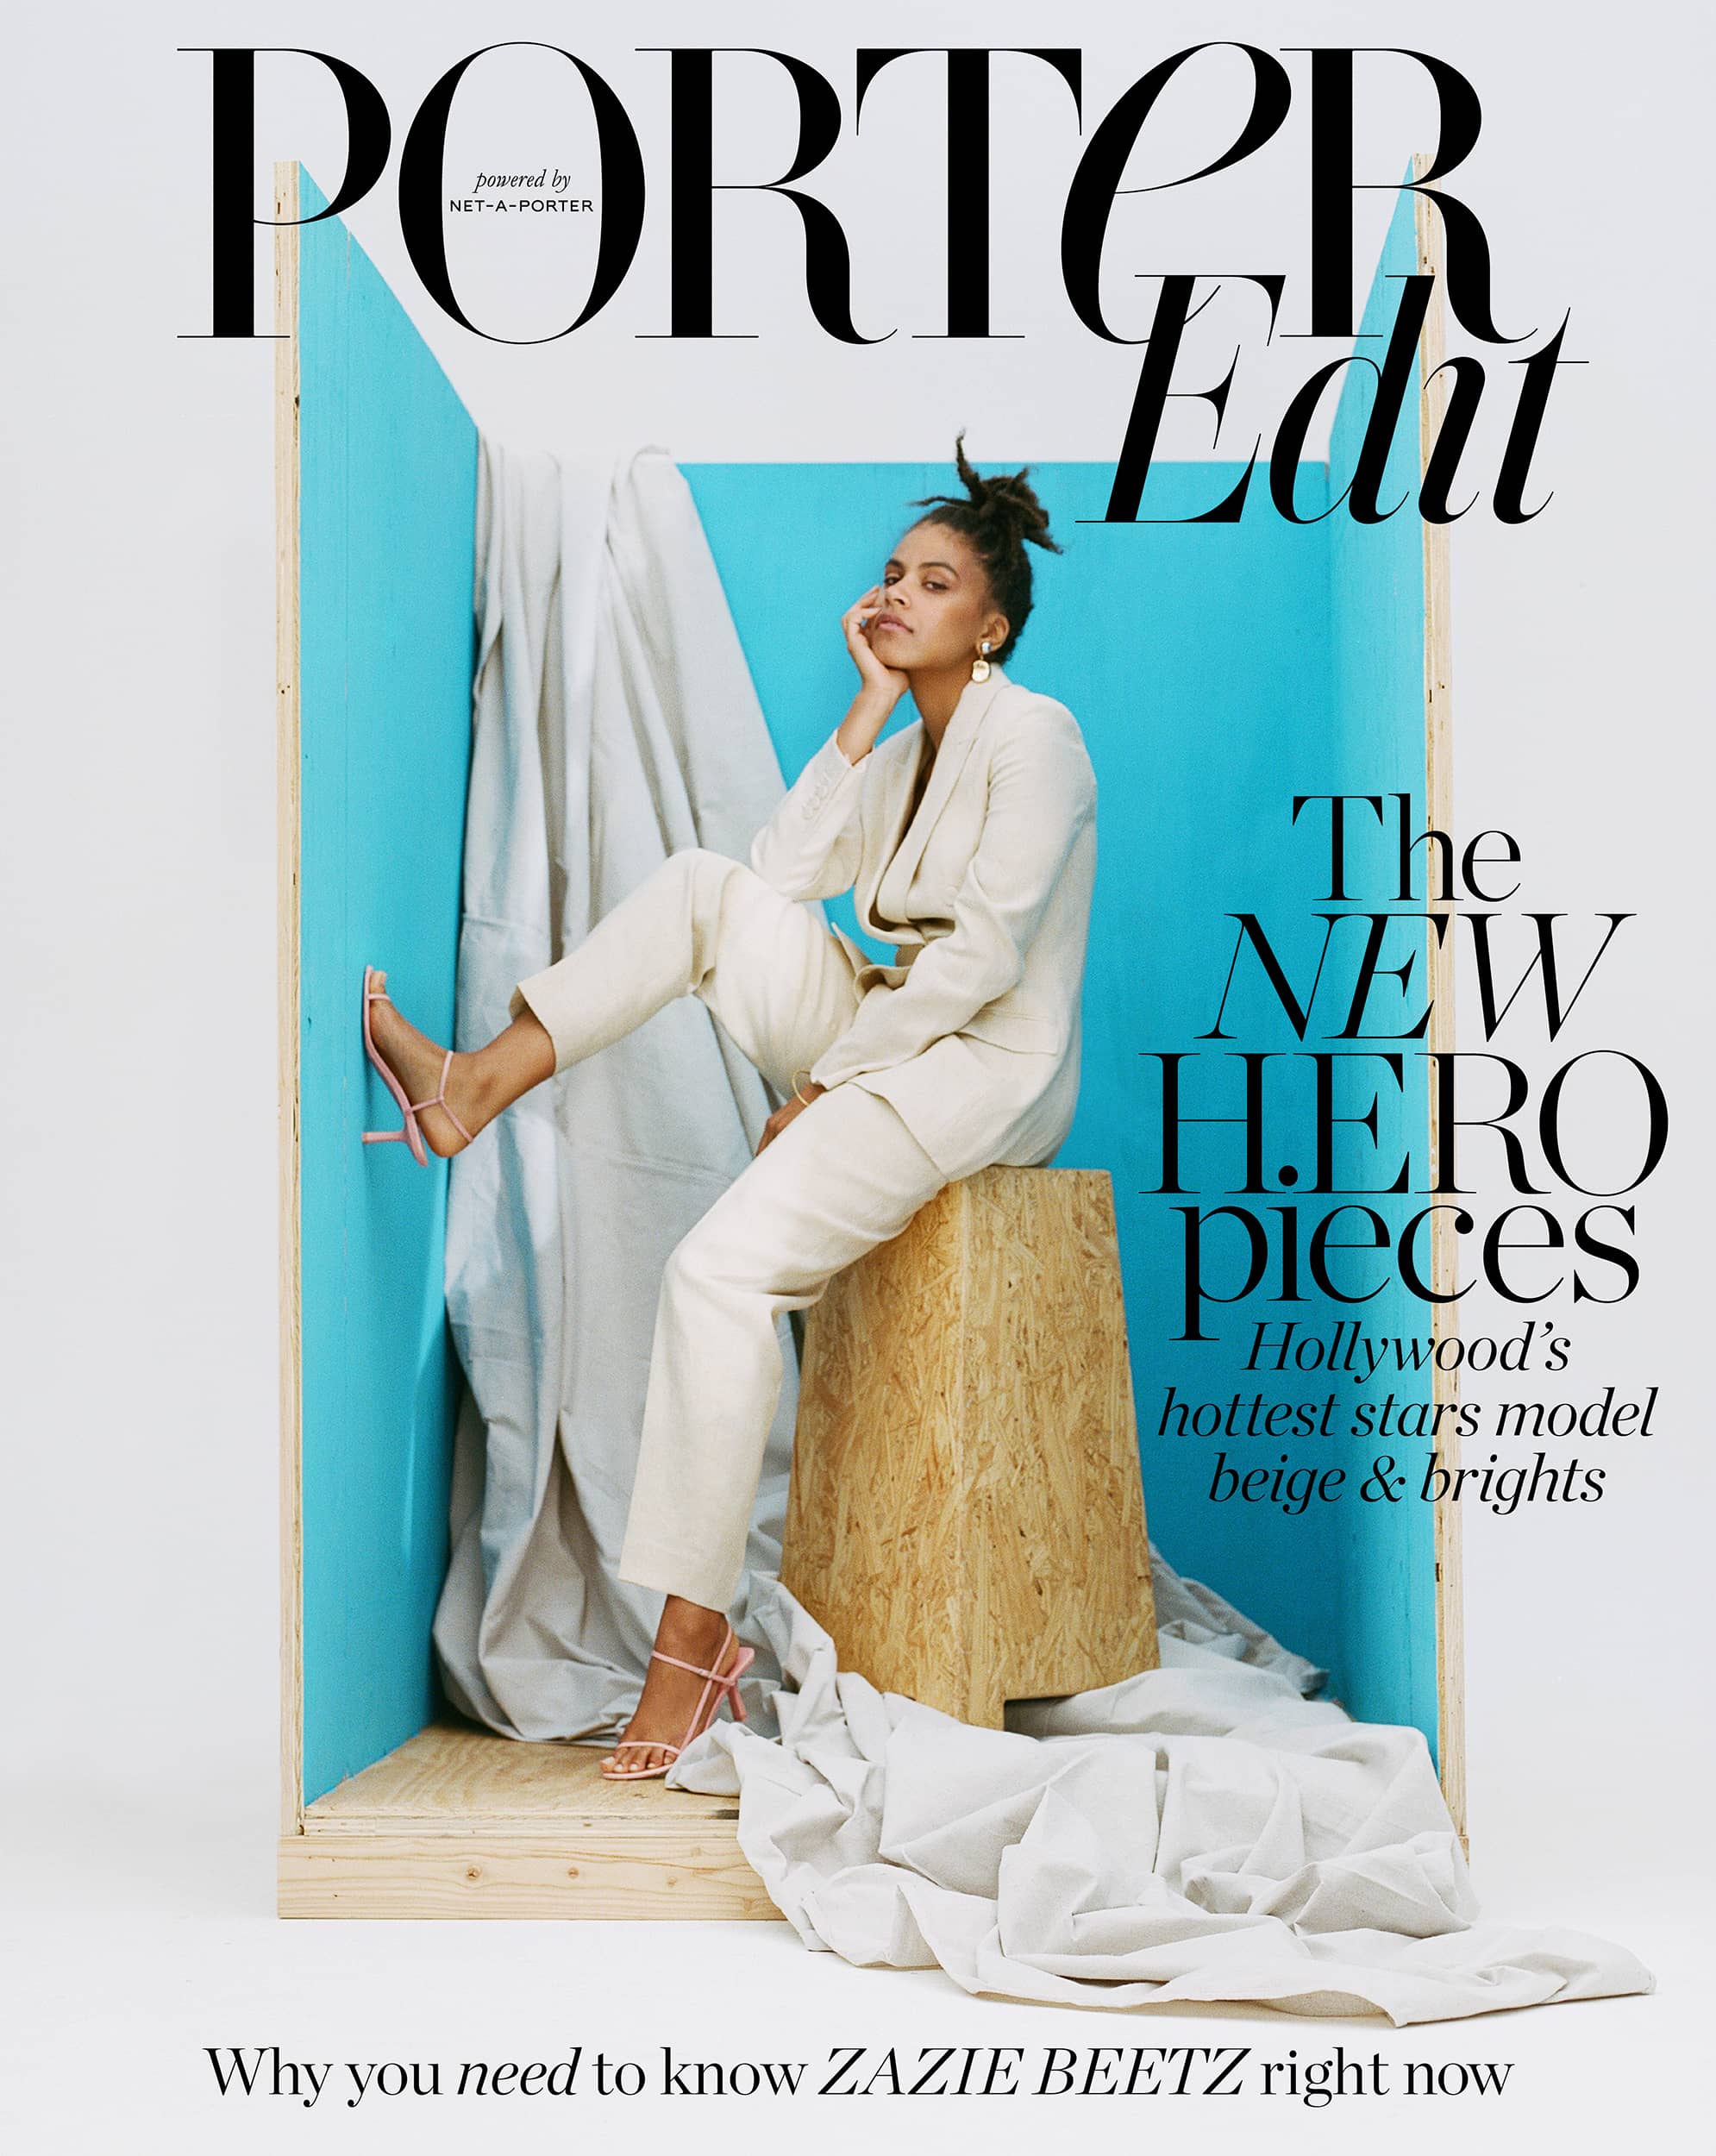 PORTeR
powered by
NET-A-PORTER
Edit
The
NEW
H.ERO
pieces
Hollywood's
hottest stars model
beige & brights
Why you need to know ZAZIE BEETZ right now